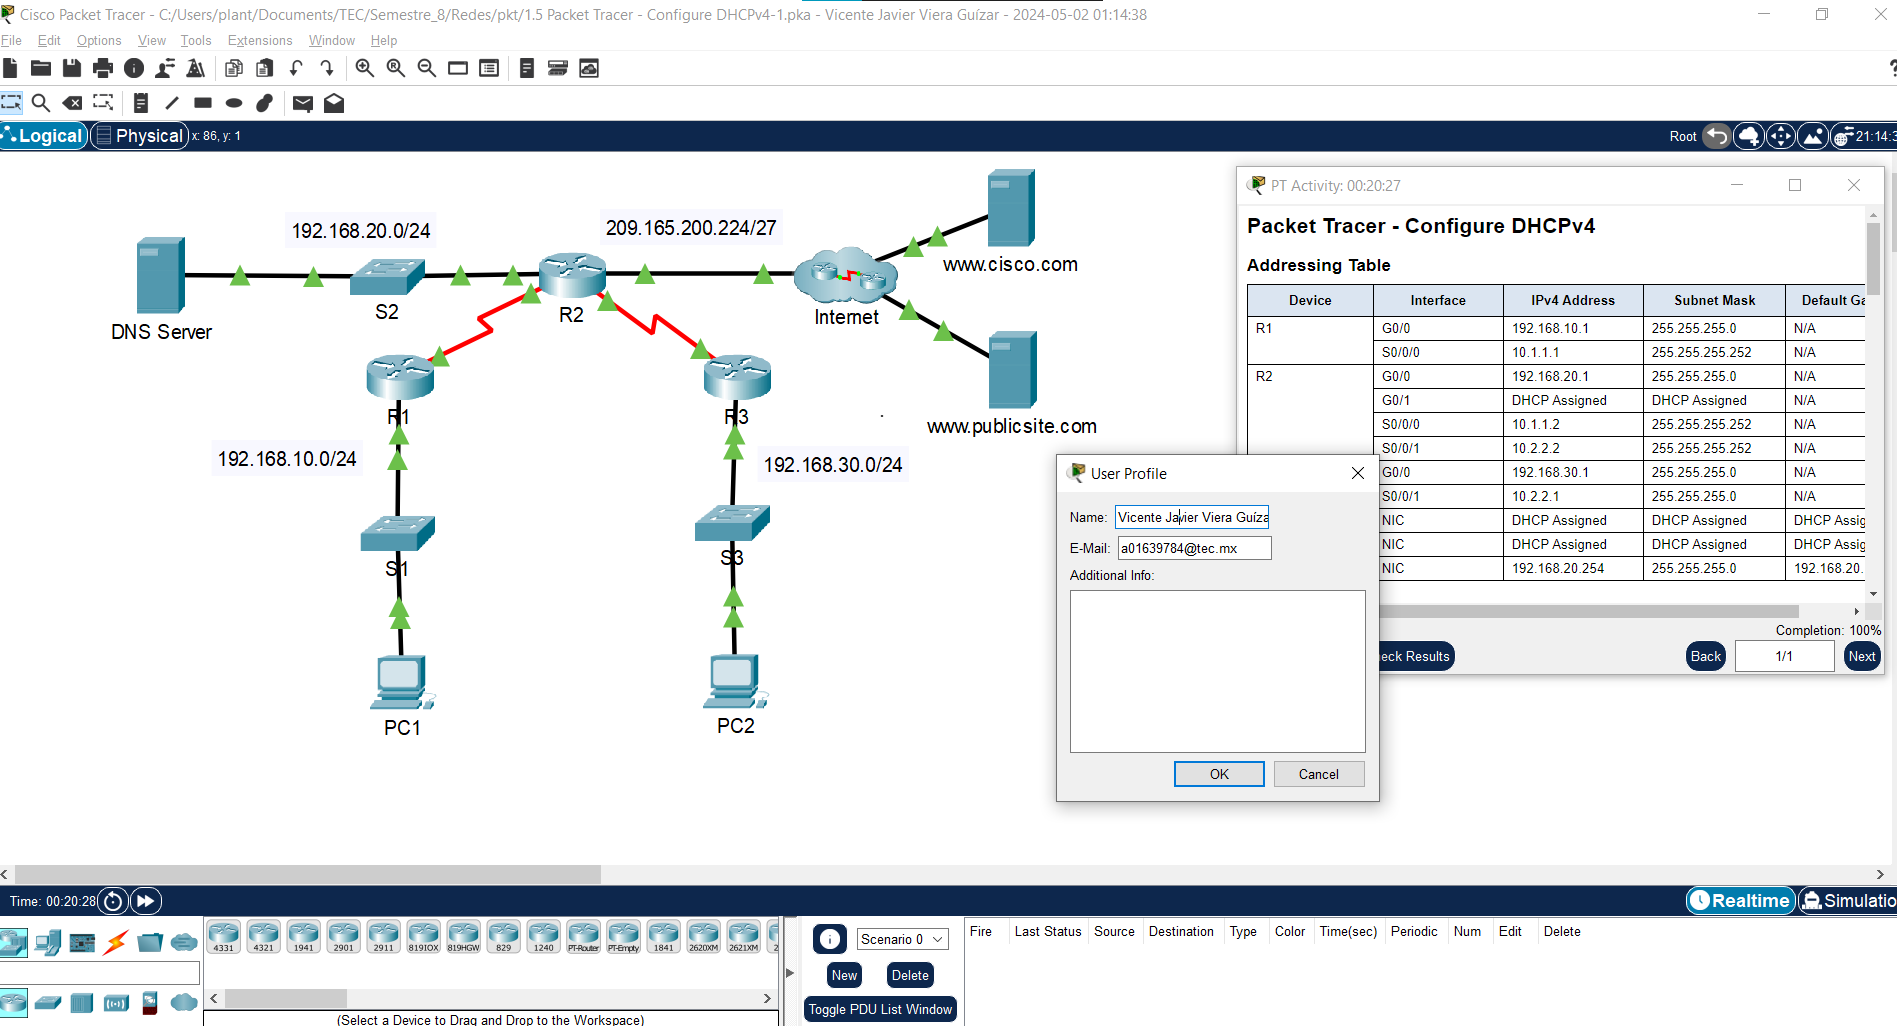 Cisco Packet Tracer - C:/Users/plant/Documents/TEC/Semestre_8/Redes/pkt/1.5 Packet Tracer - Configure DHCPv4-1.pka - Vicente Javier Viera Guízar - 2024-05-02 01:14:38
File Edit Options View Tools Extensions Window Help
Logical Physical x: 86, y: 1
Root 21:14:3
192.168.20.0/24
209.165.200.224/27
DNS Server
S2
R2
Internet
www.cisco.com
www.publicsite.com
R1
R3
192.168.10.0/24
192.168.30.0/24
S1
S3
PC1
PC2
PT Activity: 00:20:27
Packet Tracer - Configure DHCPv4
Addressing Table
Device Interface IPv4 Address Subnet Mask Default Ga
R1 G0/0 192.168.10.1 255.255.255.0 N/A
S0/0/0 10.1.1.1 255.255.255.252 N/A
R2 G0/0 192.168.20.1 255.255.255.0 N/A
G0/1 DHCP Assigned DHCP Assigned N/A
S0/0/0 10.1.1.2 255.255.255.252 N/A
S0/0/1 10.2.2.2 255.255.255.252 N/A
G0/0 192.168.30.1 255.255.255.0 N/A
S0/0/1 10.2.2.1 255.255.255.252 N/A
NIC DHCP Assigned DHCP Assigned DHCP Assig
NIC DHCP Assigned DHCP Assigned DHCP Assig
NIC 192.168.20.254 255.255.255.0 192.168.20.
Completion: 100%
eck Results Back 1/1 Next
User Profile
Name: Vicente Javier Viera Guíza
E-Mail: a01639784@tec.mx
Additional Info:
OK Cancel
Time: 00:20:28
Realtime Simulatio
4331 4321 1941 2901 2911 819IOX 819HGW 829 1240 PT-Router PT-Empty 1841 2620XM 2621XM 2
(Select a Device to Drag and Drop to the Workspace)
Scenario 0
New Delete
Toggle PDU List Window
Fire Last Status Source Destination Type Color Time(sec) Periodic Num Edit Delete